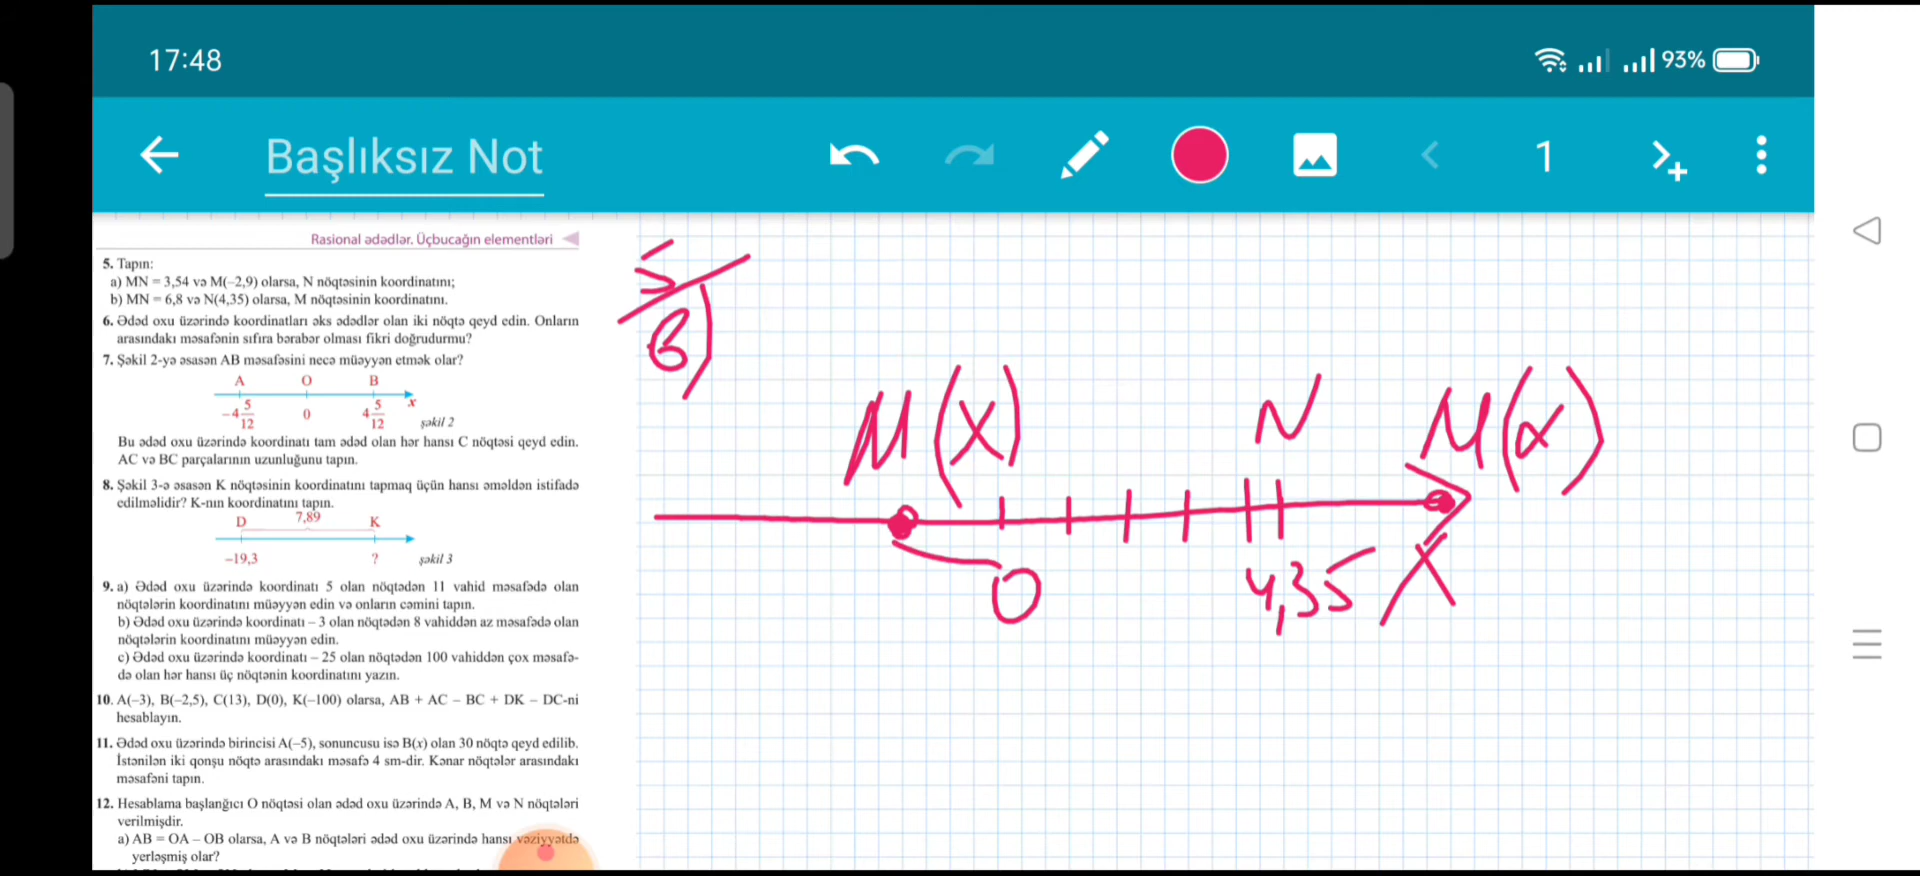 17:48
93%
Başlıksız Not
1
Rasional ədədlər. Üçbucağın elementləri
5. Tapın:
a) MN = 3,54 və M(–2,9) olarsa, N nöqtəsinin koordinatını;
b) MN = 6,8 və N(4,35) olarsa, M nöqtəsinin koordinatını.
6. Ədəd oxu üzərində koordinatları əks ədədlər olan iki nöqtə qeyd edin. Onların
arasındakı məsafənin sıfıra bərabər olması fikri doğrudurmu?
7. Şəkil 2-yə əsasən AB məsafəsini necə müəyyən etmək olar?
A O B
–4 5/12 0 4 5/12 x şəkil 2
Bu ədəd oxu üzərində koordinatı tam ədəd olan hər hansı C nöqtəsi qeyd edin.
AC və BC parçalarının uzunluğunu tapın.
8. Şəkil 3-ə əsasən K nöqtəsinin koordinatını tapmaq üçün hansı əməldən istifadə
edilməlidir? K-nın koordinatını tapın.
D 7,89 K
–19,3 ? şəkil 3
9. a) Ədəd oxu üzərində koordinatı 5 olan nöqtədən 11 vahid məsafədə olan
nöqtələrin koordinatını müəyyən edin və onların cəmini tapın.
b) Ədəd oxu üzərində koordinatı – 3 olan nöqtədən 8 vahiddən az məsafədə olan
nöqtələrin koordinatını müəyyən edin.
c) Ədəd oxu üzərində koordinatı – 25 olan nöqtədən 100 vahiddən çox məsafə-
də olan hər hansı üç nöqtənin koordinatını yazın.
10. A(–3), B(–2,5), C(13), D(0), K(–100) olarsa, AB + AC – BC + DK – DC-ni
hesablayın.
11. Ədəd oxu üzərində birincisi A(–5), sonuncusu isə B(x) olan 30 nöqtə qeyd edilib.
İstənilən iki qonşu nöqtə arasındakı məsafə 4 sm-dir. Kənar nöqtələr arasındakı
məsafəni tapın.
12. Hesablama başlanğıcı O nöqtəsi olan ədəd oxu üzərində A, B, M və N nöqtələri
verilmişdir.
a) AB = OA – OB olarsa, A və B nöqtələri ədəd oxu üzərində hansı vəziyyətdə
yerləşmiş olar?
5
B)
M(x) N M(x)
0 4,35 X